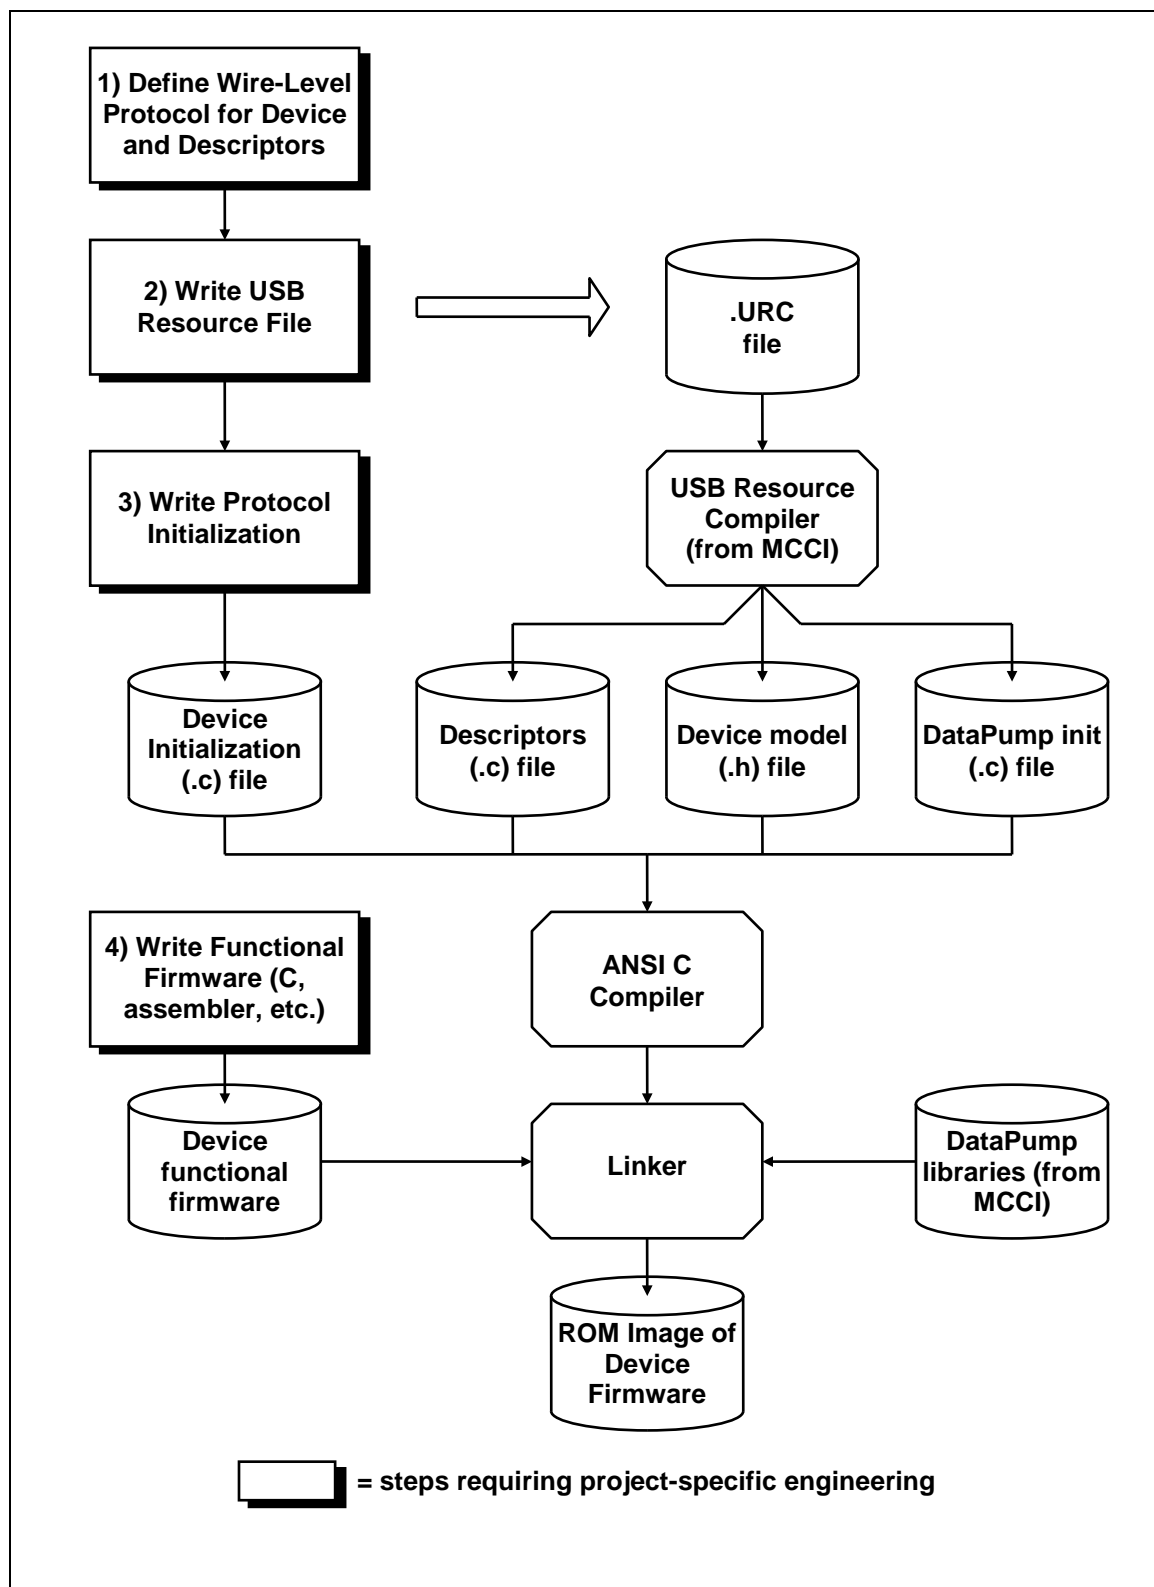 1) Define Wire-Level
Protocol for Device
and Descriptors
2) Write USB
Resource File
.URC
file
3) Write Protocol
Initialization
USB Resource
Compiler
(from MCCI)
Device
Initialization
(.c) file
Descriptors
(.c) file
Device model
(.h) file
DataPump init
(.c) file
4) Write Functional
Firmware (C,
assembler, etc.)
ANSI C
Compiler
Device
functional
firmware
Linker
DataPump
libraries (from
MCCI)
ROM Image of
Device
Firmware
= steps requiring project-specific engineering